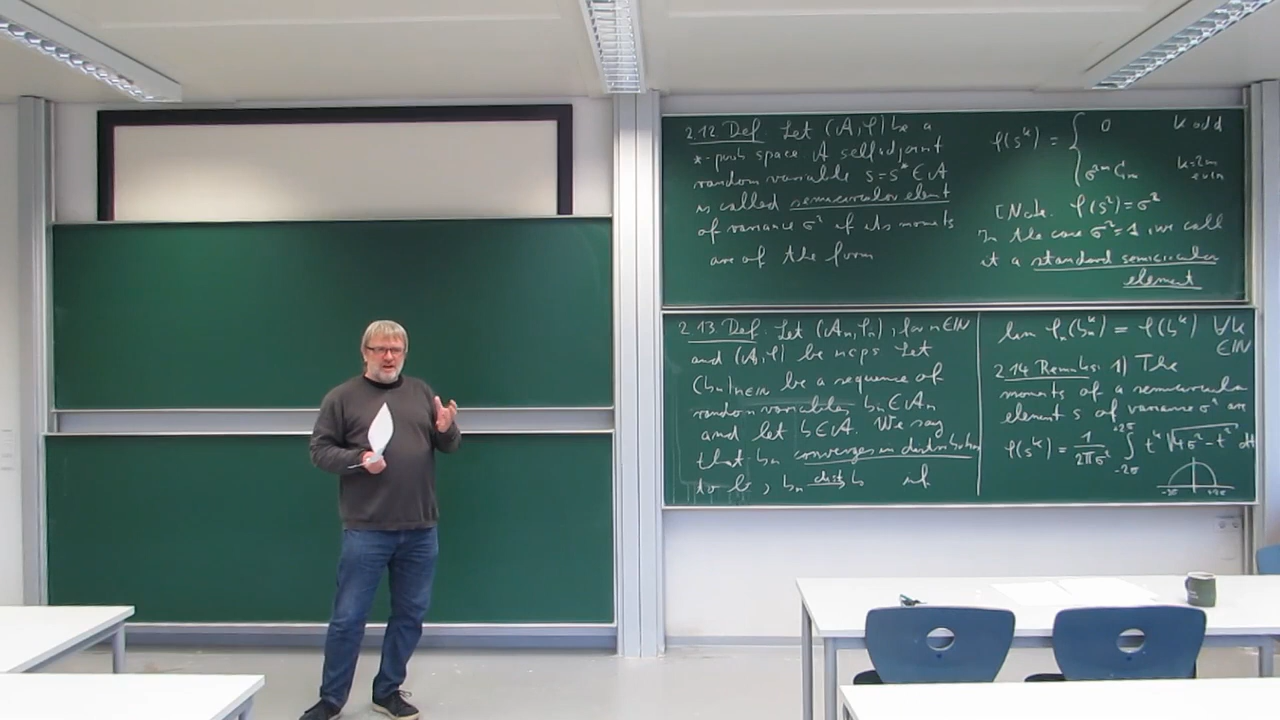 2.12 Def. Let (A, φ) be a
*-prob space. A selfadjoint
random variable s = s* ∈ A
is called semicircular element
of variance σ² if its moments
are of the form
φ(s^k) = { 0 k odd
σ^2m C_m k=2m even
[Note. φ(s²) = σ²
In the case σ²=1, we call
it a standard semicircular
element
2.13. Def. Let (A_n, φ_n), for n∈ℕ
and (A, φ) be ncps. Let
(b_n)_n∈ℕ be a sequence of
random variables b_n ∈ A_n
and let b∈A. We say
that b_n converges in distribution
to b, b_n dist→ b if
lim φ_n(b_n^k) = φ(b^k) ∀k
∈ℕ
2.14 Remarks: 1) The
moments of a semicircular
element s of variance σ² are
φ(s^k) = 1/(2πσ²) ∫_{-2σ}^{+2σ} t^k √(4σ² - t²) dt
-2σ +2σ